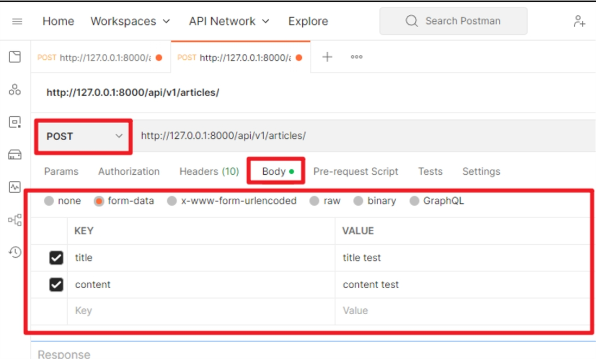 Home Workspaces API Network Explore Search Postman
POST http://127.0.0.1:8000/a POST http://127.0.0.1:8000/a
http://127.0.0.1:8000/api/v1/articles/
POST http://127.0.0.1:8000/api/v1/articles/
Params Authorization Headers (10) Body Pre-request Script Tests Settings
none form-data x-www-form-urlencoded raw binary GraphQL
KEY VALUE
title title test
content content test
Key Value
Response